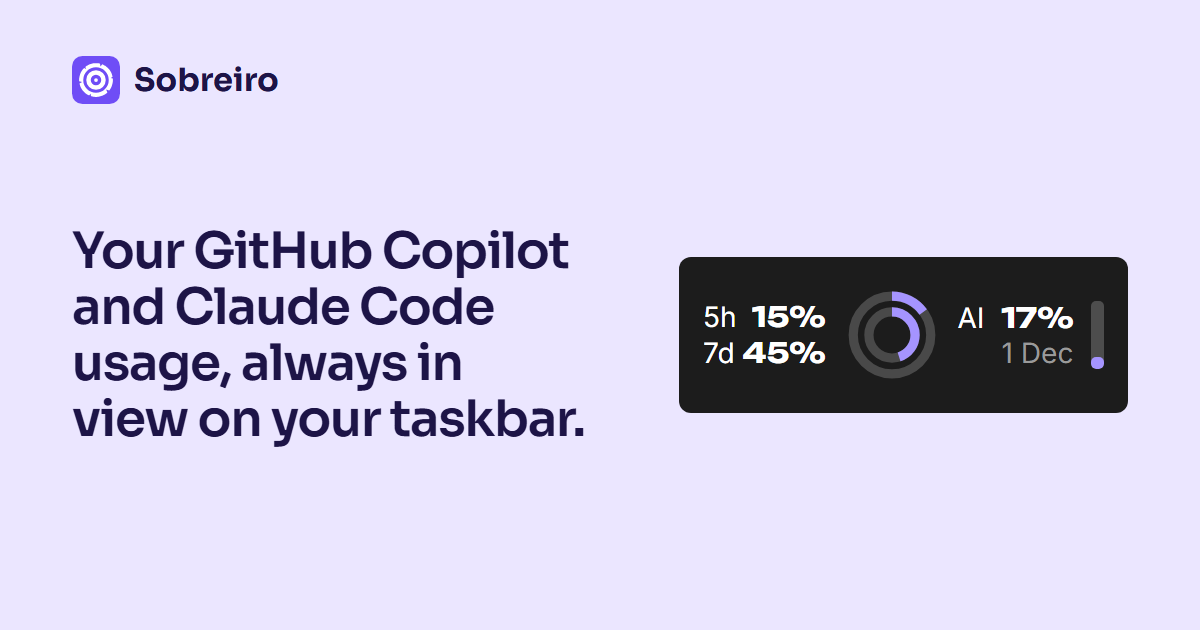 Sobreiro
Your GitHub Copilot
and Claude Code
usage, always in
view on your taskbar.
5h 15%
7d 45%
AI 17%
1 Dec